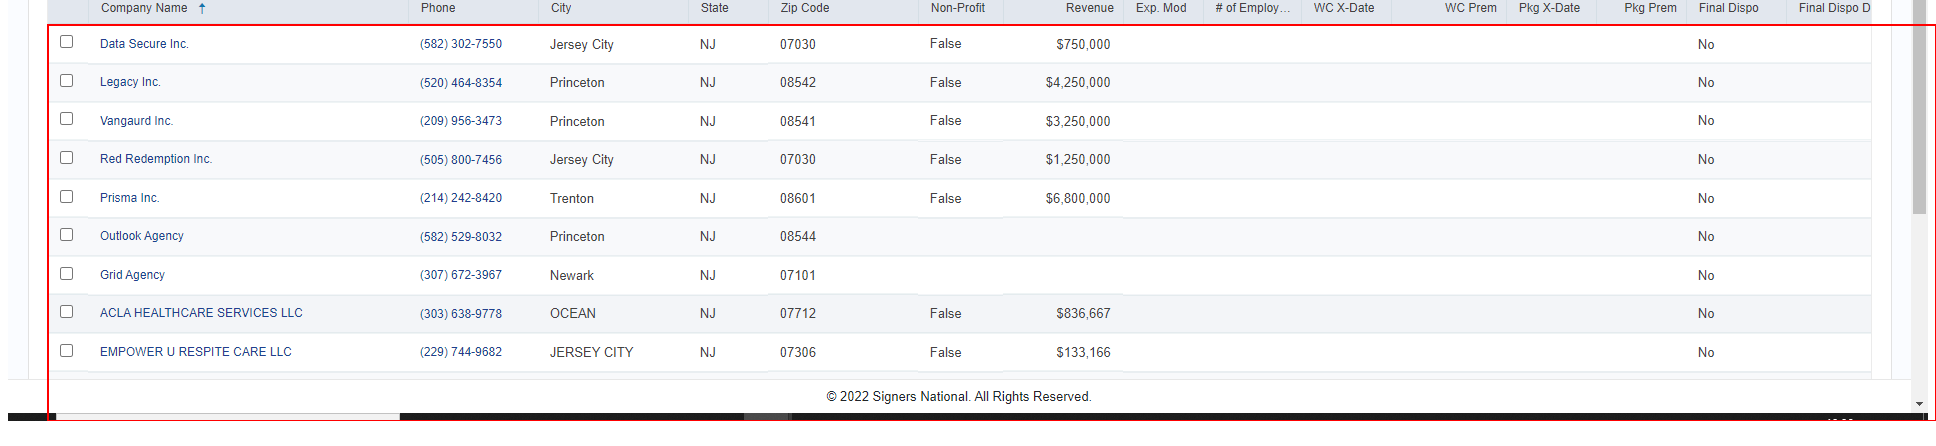 Company Name ↑ Phone City State Zip Code Non-Profit Revenue Exp. Mod # of Employ... WC X-Date WC Prem Pkg X-Date Pkg Prem Final Dispo Final Dispo D
Data Secure Inc. (582) 302-7550 Jersey City NJ 07030 False $750,000 No
Legacy Inc. (520) 464-8354 Princeton NJ 08542 False $4,250,000 No
Vangaurd Inc. (209) 956-3473 Princeton NJ 08541 False $3,250,000 No
Red Redemption Inc. (505) 800-7456 Jersey City NJ 07030 False $1,250,000 No
Prisma Inc. (214) 242-8420 Trenton NJ 08601 False $6,800,000 No
Outlook Agency (582) 529-8032 Princeton NJ 08544 No
Grid Agency (307) 672-3967 Newark NJ 07101 No
ACLA HEALTHCARE SERVICES LLC (303) 638-9778 OCEAN NJ 07712 False $836,667 No
EMPOWER U RESPITE CARE LLC (229) 744-9682 JERSEY CITY NJ 07306 False $133,166 No
© 2022 Signers National. All Rights Reserved.